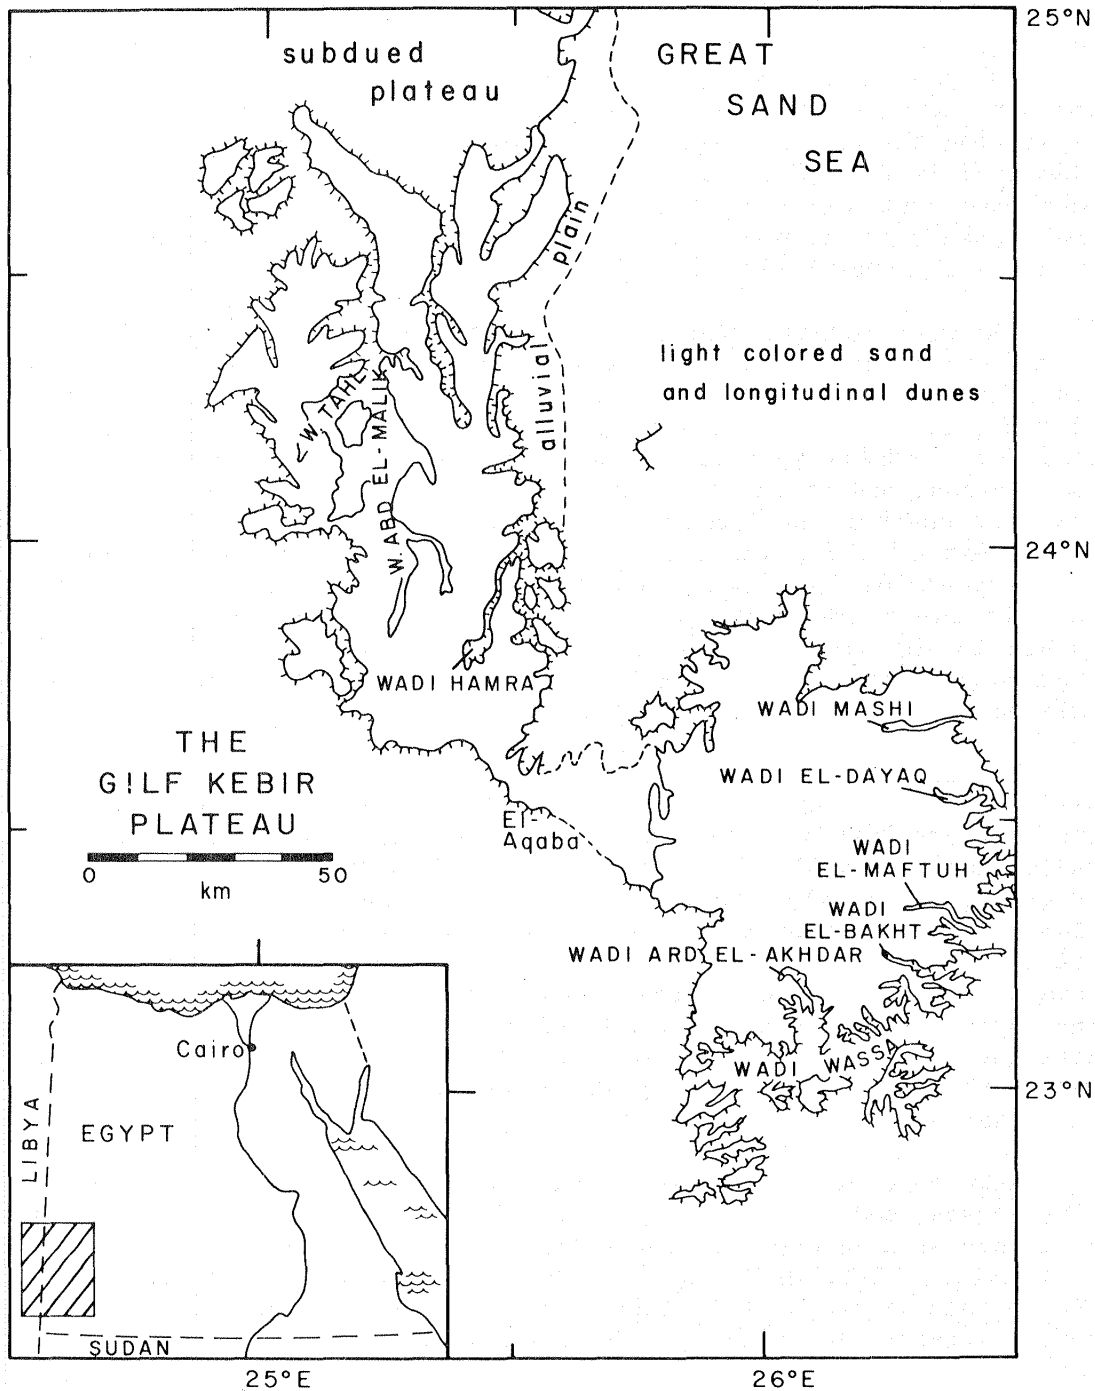 25°N
subdued
plateau
GREAT
SAND
SEA
plain
light colored sand
and longitudinal dunes
alluvial
W. TAHL
W. ABD EL-MALIK
24°N
WADI HAMRA
WADI MASHI
THE
G!LF KEBIR
PLATEAU
0 50
km
WADI EL-DAYAQ
El-
Aqaba
WADI
EL-MAFTUH
WADI
EL-BAKHT
WADI ARD EL-AKHDAR
WADI WASSA
23°N
Cairo
LIBYA
EGYPT
SUDAN
25°E 26°E